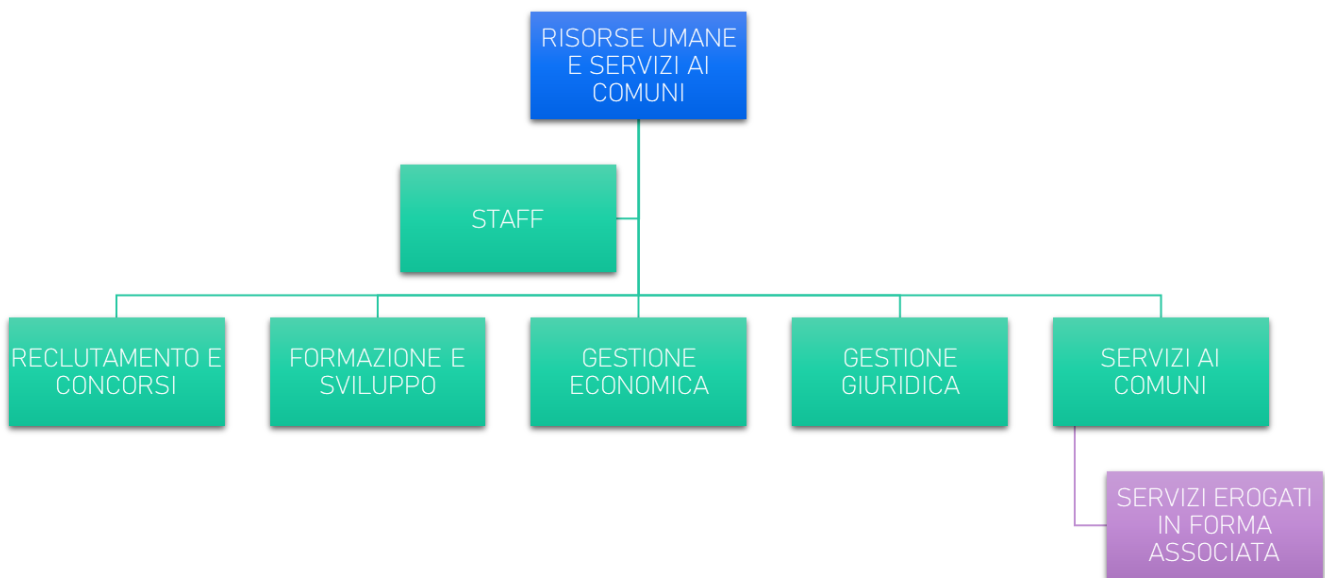 RISORSE UMANE
E SERVIZI AI
COMUNI
STAFF
RECLUTAMENTO E
CONCORSI
FORMAZIONE E
SVILUPPO
GESTIONE
ECONOMICA
GESTIONE
GIURIDICA
SERVIZI AI
COMUNI
SERVIZI EROGATI
IN FORMA
ASSOCIATA